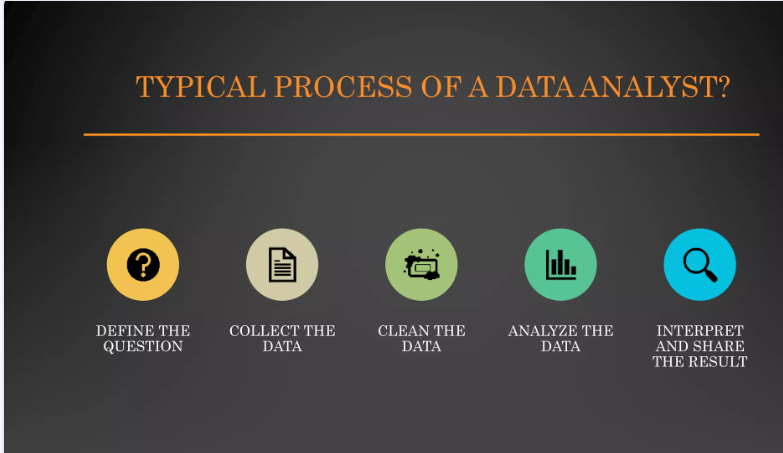 TYPICAL PROCESS OF A DATA ANALYST?
DEFINE THE
QUESTION
COLLECT THE
DATA
CLEAN THE
DATA
ANALYZE THE
DATA
INTERPRET
AND SHARE
THE RESULT